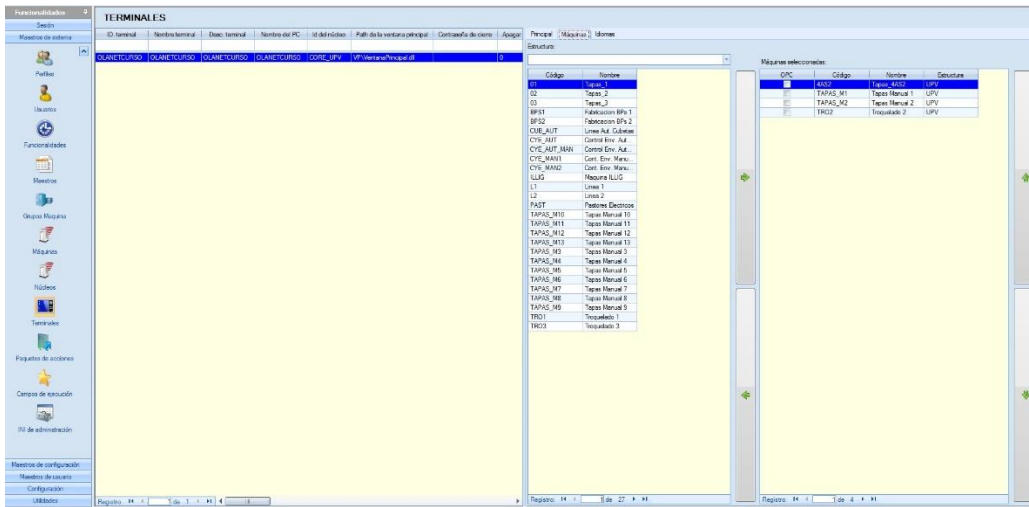 Funcionalidades
Sesión
Maestros de sistema
Perfiles
Usuarios
Funcionalidades
Maestros
Grupos Maquina
Máquinas
Núcleos
Terminales
Paquetes de acciones
Campos de ejecución
INI de administración
Maestros de configuración
Maestros de usuario
Configuración
Utilidades
TERMINALES
ID. terminal Nombre terminal Desc. terminal Nombre del PC Id del núcleo Path de la ventana principal Contraseña de cierre Apagar
OLANETCURSO OLANETCURSO OLANETCURSO OLANETCURSO CORE_UPV VP\VentanaPrincipal.dll 0
Registro: 1 de 1
Principal Máquinas Idiomas
Estructura:
Código Nombre
01 Tapas_1
02 Tapas_2
03 Tapas_3
BPS1 Fabricacion BPs 1
BPS2 Fabricacion BPs 2
CUB_AUT Linea Aut. Cubetas
CYE_AUT Control Env. Aut...
CYE_AUT_MAN Control Env. Aut...
CYE_MAN1 Cont. Env. Manu...
CYE_MAN2 Cont. Env. Manu...
ILLIG Maquina ILLIG
L1 Linea 1
L2 Linea 2
PAST Pastores Electricos
TAPAS_M10 Tapas Manual 10
TAPAS_M11 Tapas Manual 11
TAPAS_M12 Tapas Manual 12
TAPAS_M13 Tapas Manual 13
TAPAS_M3 Tapas Manual 3
TAPAS_M4 Tapas Manual 4
TAPAS_M5 Tapas Manual 5
TAPAS_M6 Tapas Manual 6
TAPAS_M7 Tapas Manual 7
TAPAS_M8 Tapas Manual 8
TAPAS_M9 Tapas Manual 9
TRO1 Troquelado 1
TRO3 Troquelado 3
Registro: 1 de 27
Máquinas seleccionadas:
OPC Código Nombre Estructura
4AS2 Tapas_4AS2 UPV
TAPAS_M1 Tapas Manual 1 UPV
TAPAS_M2 Tapas Manual 2 UPV
TRO2 Troquelado 2 UPV
Registro: 1 de 4